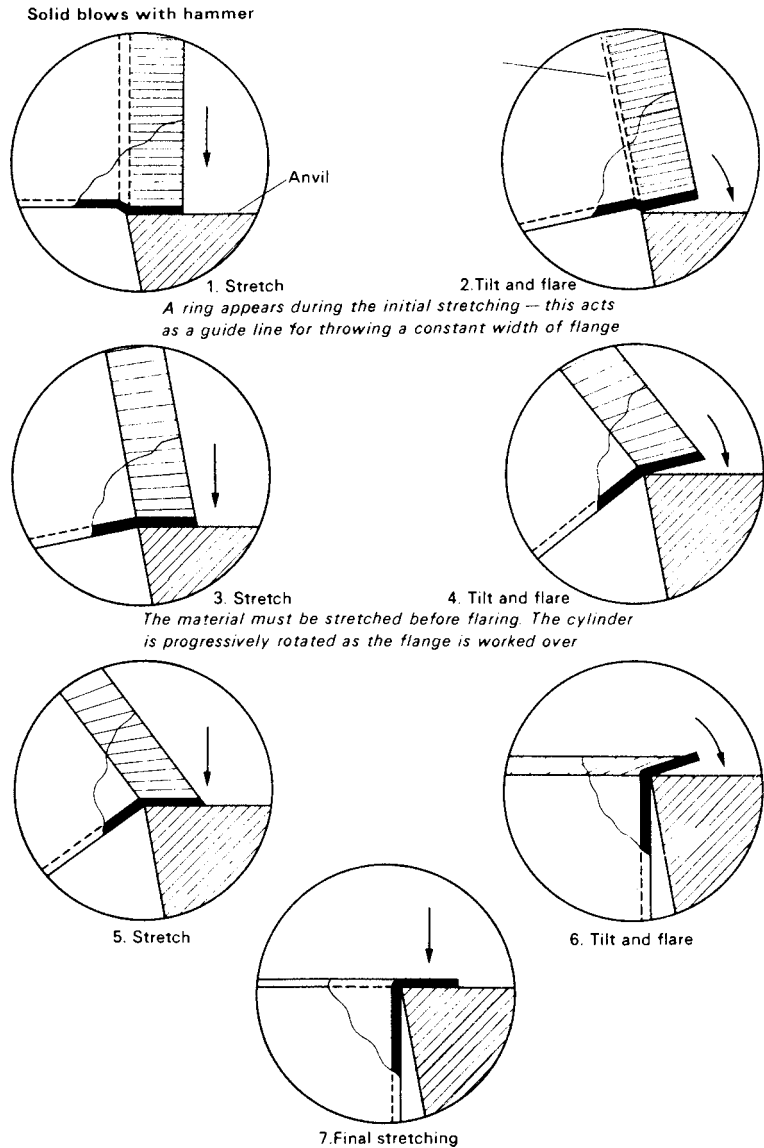 Solid blows with hammer
Anvil
1. Stretch
2.Tilt and flare
A ring appears during the initial stretching — this acts
as a guide line for throwing a constant width of flange
3. Stretch
4. Tilt and flare
The material must be stretched before flaring. The cylinder
is progressively rotated as the flange is worked over
5. Stretch
6. Tilt and flare
7.Final stretching